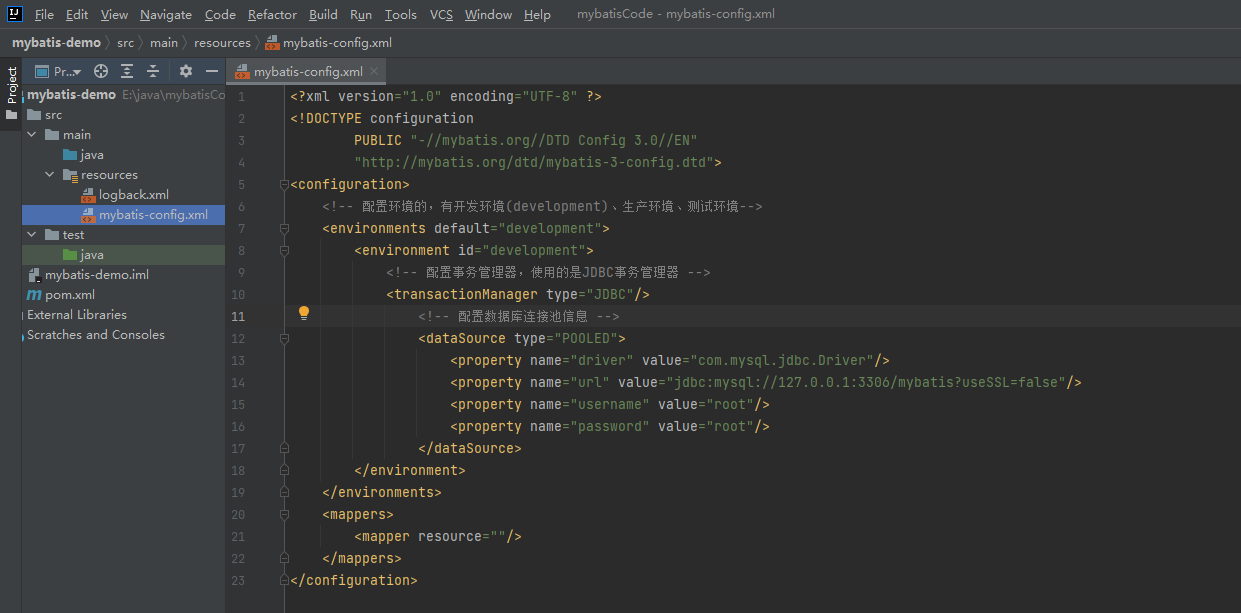 File Edit View Navigate Code Refactor Build Run Tools VCS Window Help mybatisCode - mybatis-config.xml
mybatis-demo src main resources mybatis-config.xml
Project
Pr...
mybatis-config.xml
mybatis-demo E:\java\mybatisCo
src
main
java
resources
logback.xml
mybatis-config.xml
test
java
mybatis-demo.iml
pom.xml
External Libraries
Scratches and Consoles
1 <?xml version="1.0" encoding="UTF-8" ?>
2 <!DOCTYPE configuration
3 PUBLIC "-//mybatis.org//DTD Config 3.0//EN"
4 "http://mybatis.org/dtd/mybatis-3-config.dtd">
5 <configuration>
6 <!-- 配置环境的，有开发环境(development)、生产环境、测试环境-->
7 <environments default="development">
8 <environment id="development">
9 <!-- 配置事务管理器，使用的是JDBC事务管理器 -->
10 <transactionManager type="JDBC"/>
11 <!-- 配置数据库连接池信息 -->
12 <dataSource type="POOLED">
13 <property name="driver" value="com.mysql.jdbc.Driver"/>
14 <property name="url" value="jdbc:mysql://127.0.0.1:3306/mybatis?useSSL=false"/>
15 <property name="username" value="root"/>
16 <property name="password" value="root"/>
17 </dataSource>
18 </environment>
19 </environments>
20 <mappers>
21 <mapper resource=""/>
22 </mappers>
23 </configuration>